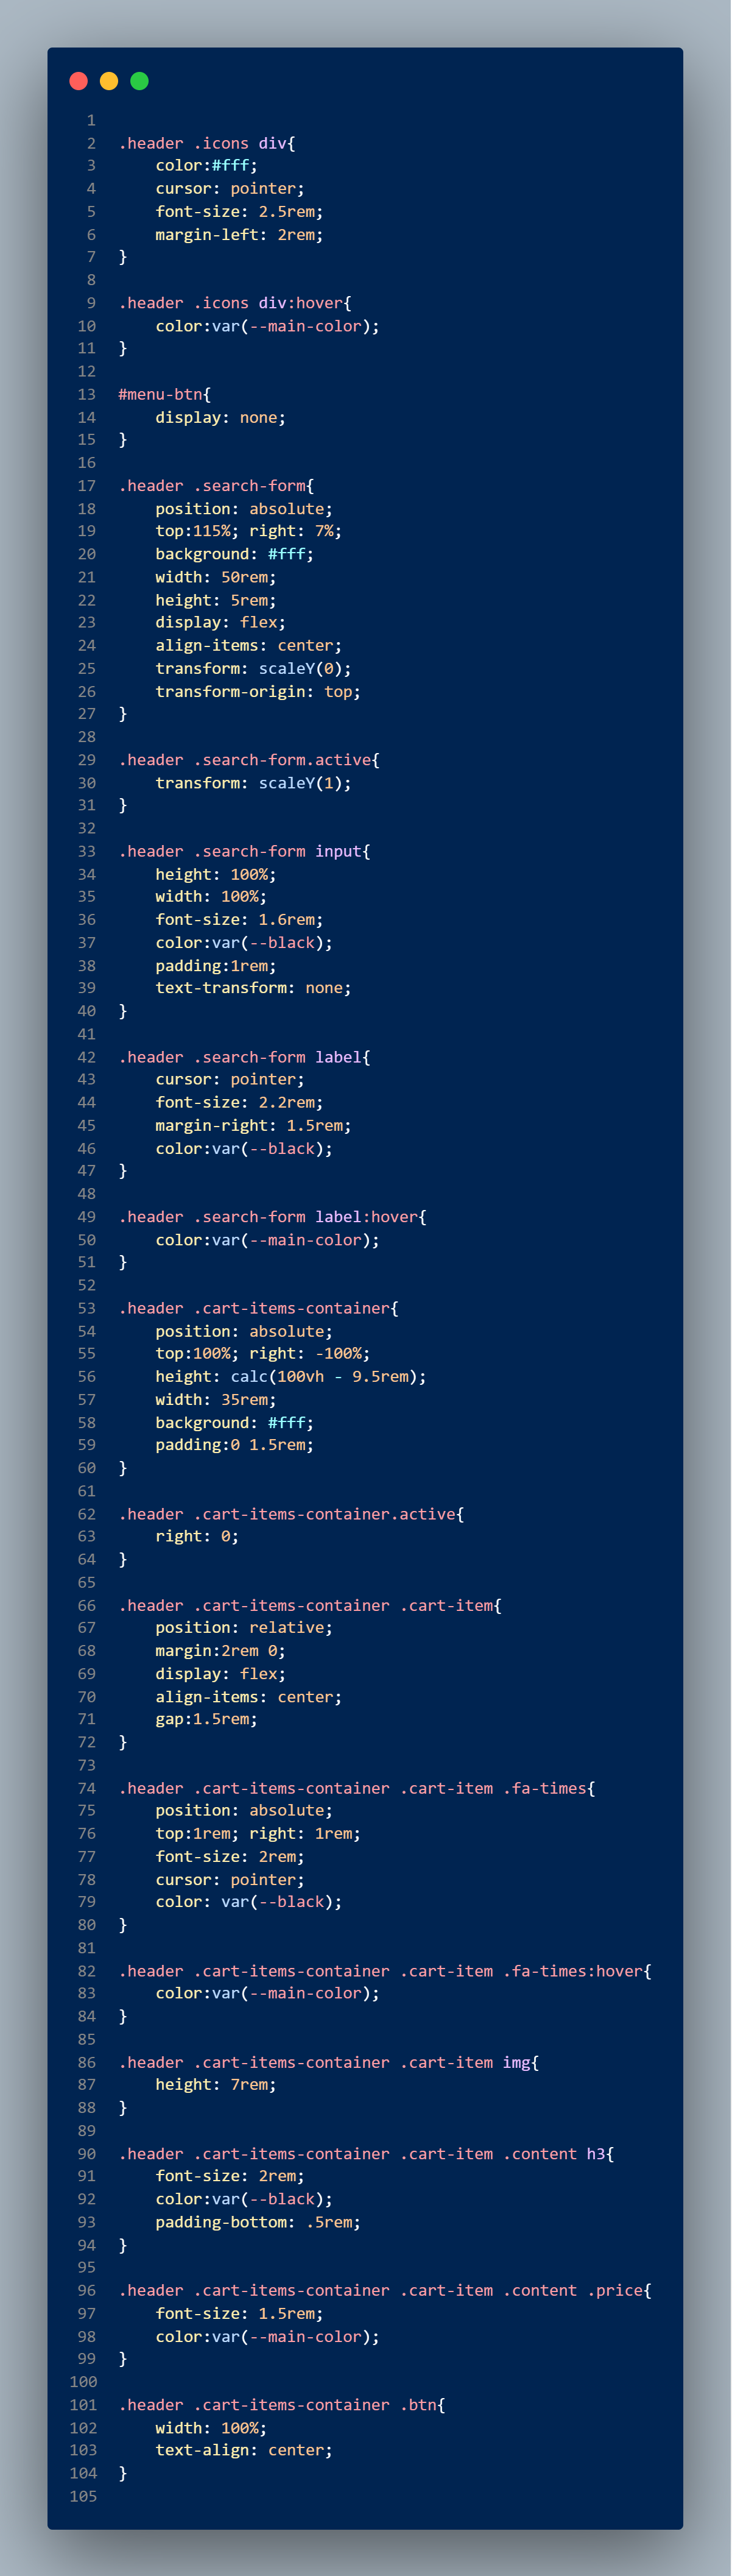 1
2 .header .icons div{
3     color:#fff;
4     cursor: pointer;
5     font-size: 2.5rem;
6     margin-left: 2rem;
7 }
8
9 .header .icons div:hover{
10     color:var(--main-color);
11 }
12
13 #menu-btn{
14     display: none;
15 }
16
17 .header .search-form{
18     position: absolute;
19     top:115%; right: 7%;
20     background: #fff;
21     width: 50rem;
22     height: 5rem;
23     display: flex;
24     align-items: center;
25     transform: scaleY(0);
26     transform-origin: top;
27 }
28
29 .header .search-form.active{
30     transform: scaleY(1);
31 }
32
33 .header .search-form input{
34     height: 100%;
35     width: 100%;
36     font-size: 1.6rem;
37     color:var(--black);
38     padding:1rem;
39     text-transform: none;
40 }
41
42 .header .search-form label{
43     cursor: pointer;
44     font-size: 2.2rem;
45     margin-right: 1.5rem;
46     color:var(--black);
47 }
48
49 .header .search-form label:hover{
50     color:var(--main-color);
51 }
52
53 .header .cart-items-container{
54     position: absolute;
55     top:100%; right: -100%;
56     height: calc(100vh - 9.5rem);
57     width: 35rem;
58     background: #fff;
59     padding:0 1.5rem;
60 }
61
62 .header .cart-items-container.active{
63     right: 0;
64 }
65
66 .header .cart-items-container .cart-item{
67     position: relative;
68     margin:2rem 0;
69     display: flex;
70     align-items: center;
71     gap:1.5rem;
72 }
73
74 .header .cart-items-container .cart-item .fa-times{
75     position: absolute;
76     top:1rem; right: 1rem;
77     font-size: 2rem;
78     cursor: pointer;
79     color: var(--black);
80 }
81
82 .header .cart-items-container .cart-item .fa-times:hover{
83     color:var(--main-color);
84 }
85
86 .header .cart-items-container .cart-item img{
87     height: 7rem;
88 }
89
90 .header .cart-items-container .cart-item .content h3{
91     font-size: 2rem;
92     color:var(--black);
93     padding-bottom: .5rem;
94 }
95
96 .header .cart-items-container .cart-item .content .price{
97     font-size: 1.5rem;
98     color:var(--main-color);
99 }
100
101 .header .cart-items-container .btn{
102     width: 100%;
103     text-align: center;
104 }
105